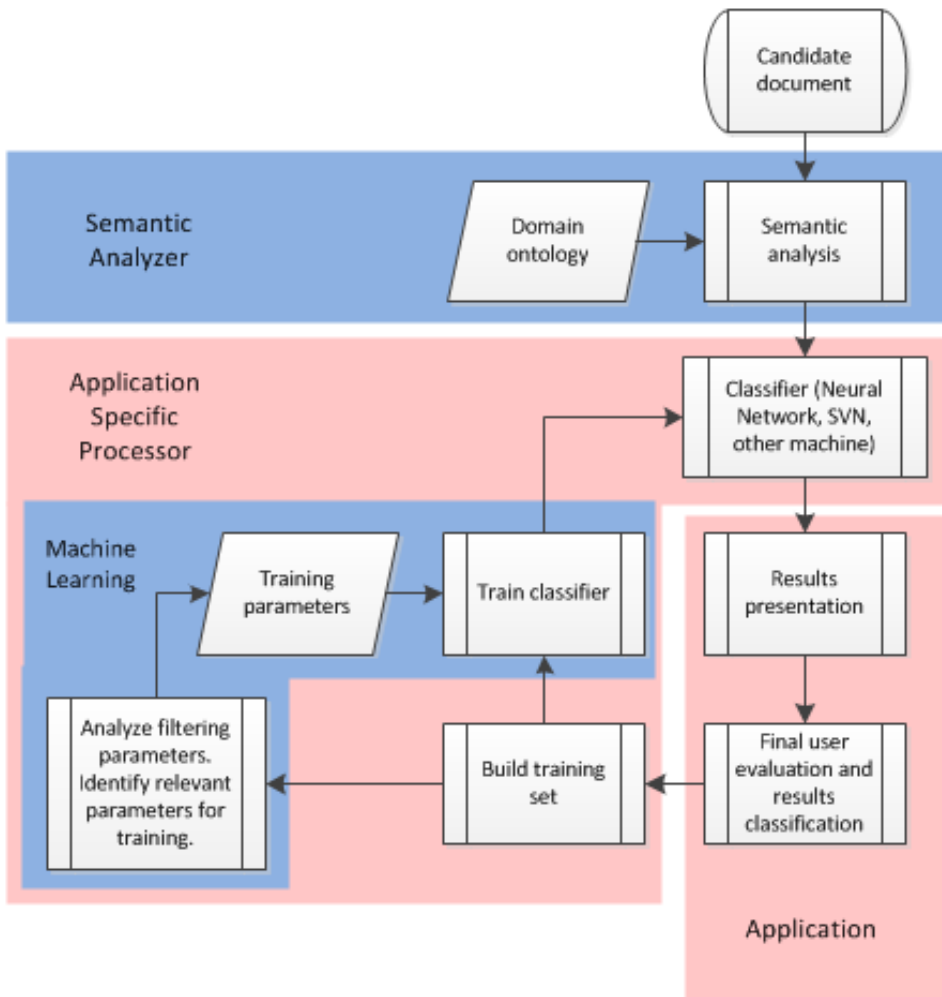 Candidate
document
Semantic
Analyzer
Domain
ontology
Semantic
analysis
Application
Specific
Processor
Classifier (Neural
Network, SVN,
other machine)
Machine
Learning
Training
parameters
Train classifier
Results
presentation
Analyze filtering
parameters.
Identify relevant
parameters for
training.
Build training
set
Final user
evaluation and
results
classification
Application